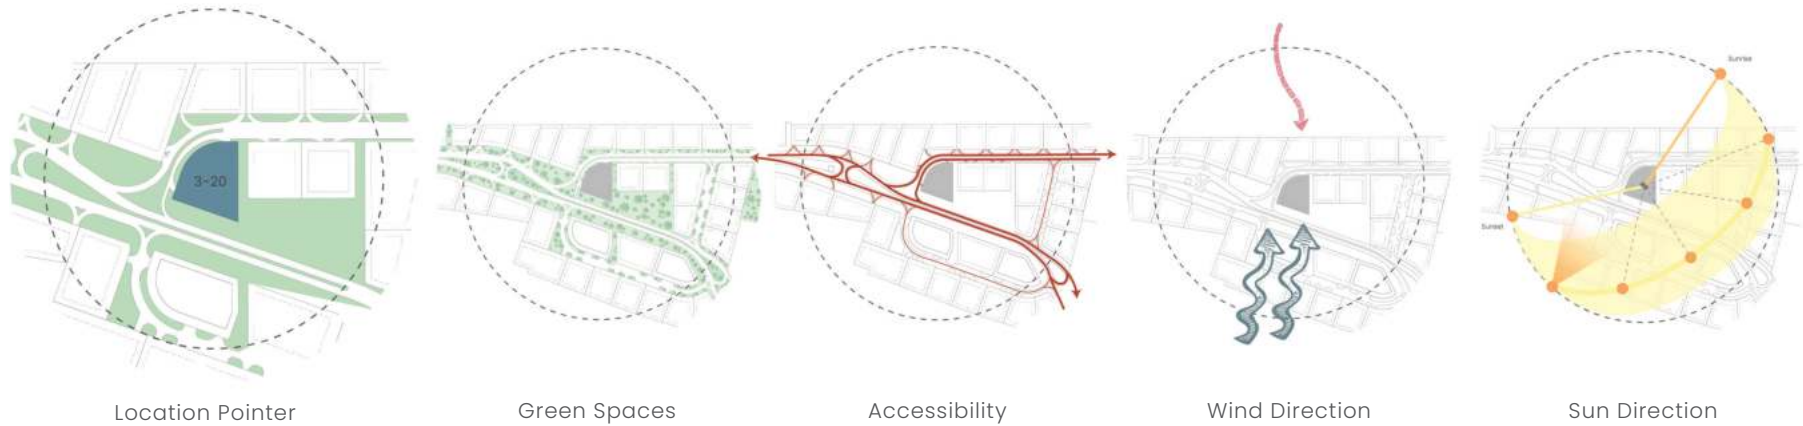 Sunrise
3-20
Sunset
Location Pointer
Green Spaces
Accessibility
Wind Direction
Sun Direction